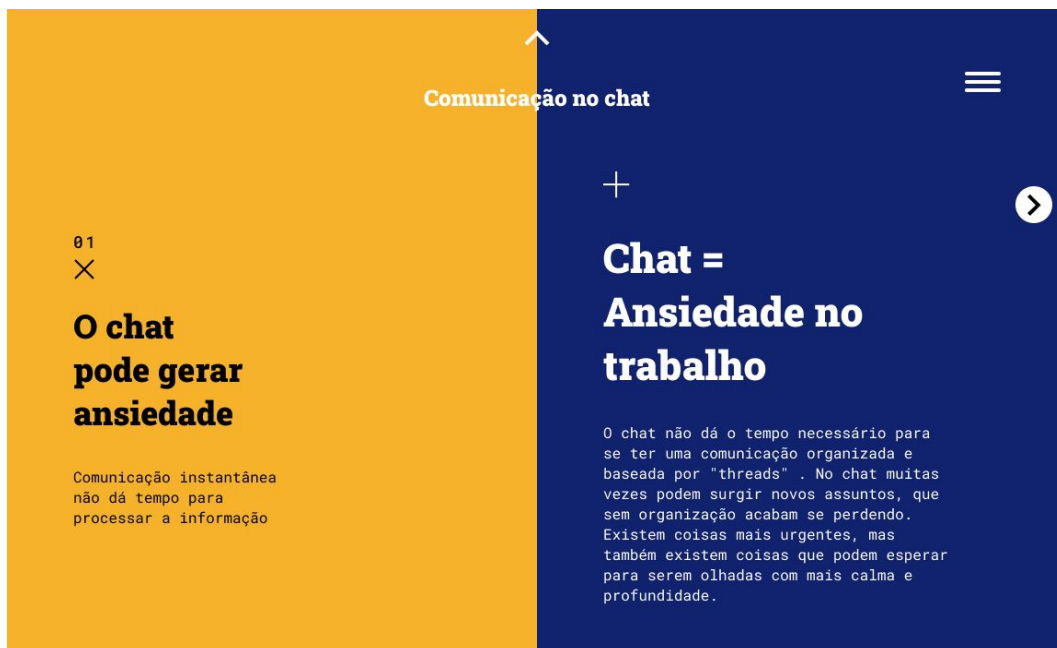 Comunicação no chat
01
O chat
pode gerar
ansiedade
Comunicação instantânea
não dá tempo para
processar a informação
Chat =
Ansiedade no
trabalho
O chat não dá o tempo necessário para
se ter uma comunicação organizada e
baseada por "threads" . No chat muitas
vezes podem surgir novos assuntos, que
sem organização acabam se perdendo.
Existem coisas mais urgentes, mas
também existem coisas que podem esperar
para serem olhadas com mais calma e
profundidade.